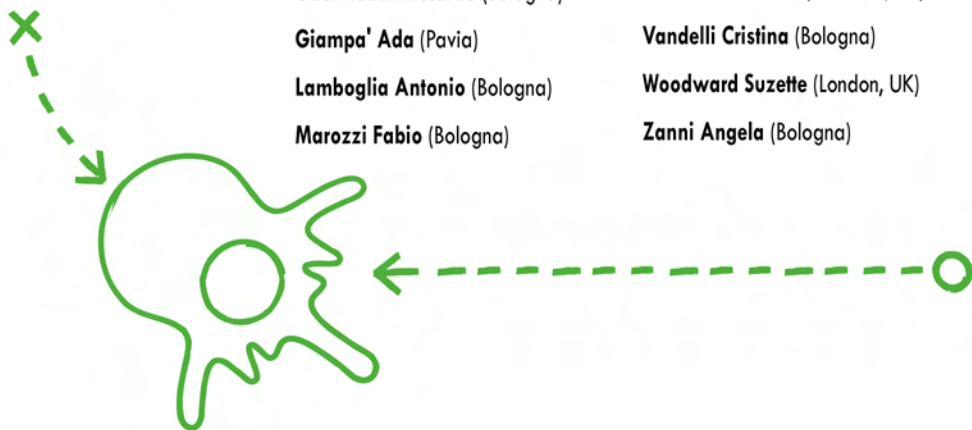 Giampa' Ada (Pavia)
Lamboglia Antonio (Bologna)
Marozzi Fabio (Bologna)
Vandelli Cristina (Bologna)
Woodward Suzette (London, UK)
Zanni Angela (Bologna)